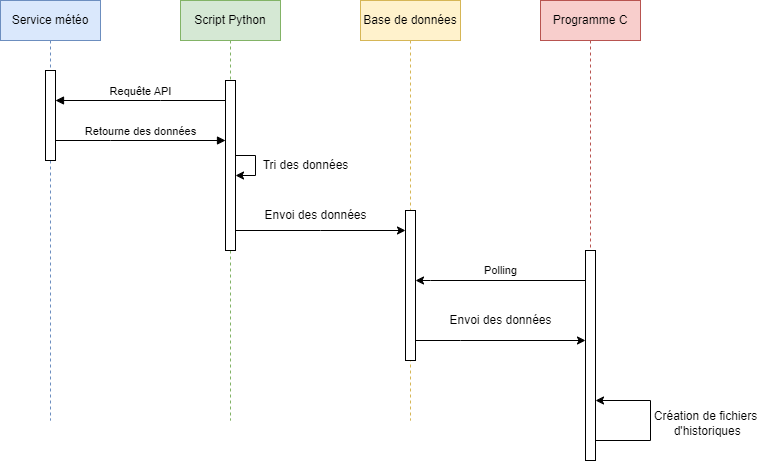 Service météo
Script Python
Base de données
Programme C
Requête API
Retourne des données
Tri des données
Envoi des données
Polling
Envoi des données
Création de fichiers
d'historiques